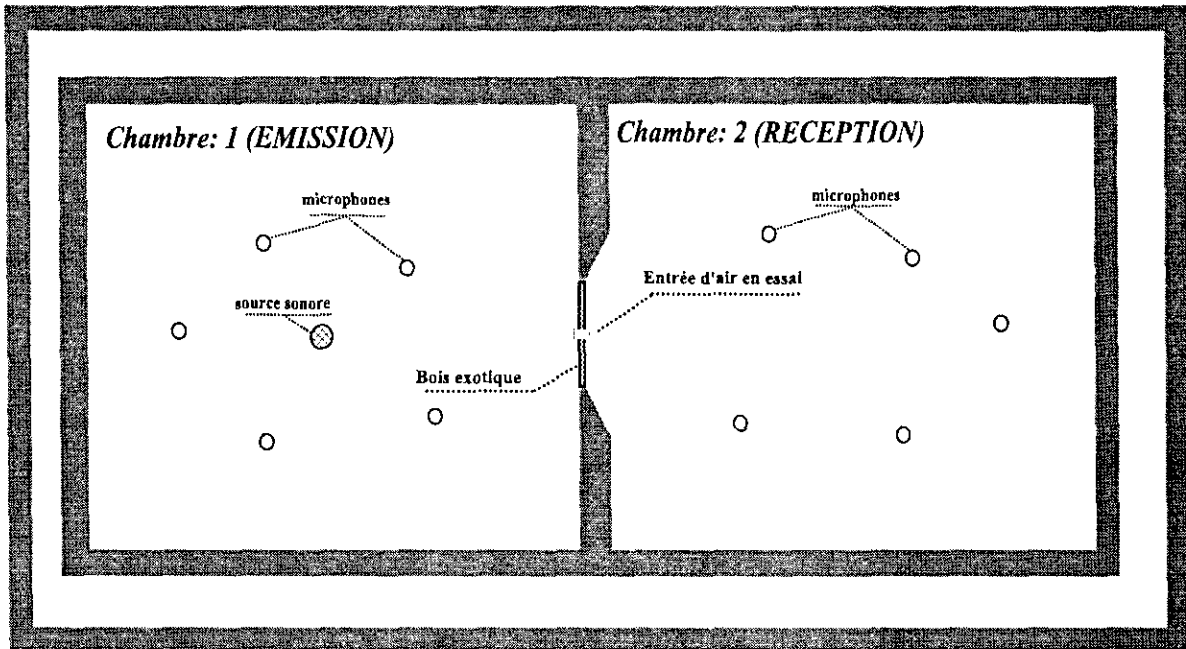 Chambre: 1 (EMISSION)
Chambre: 2 (RECEPTION)
microphones
microphones
Entrée d'air en essai
source sonore
Bois exotique